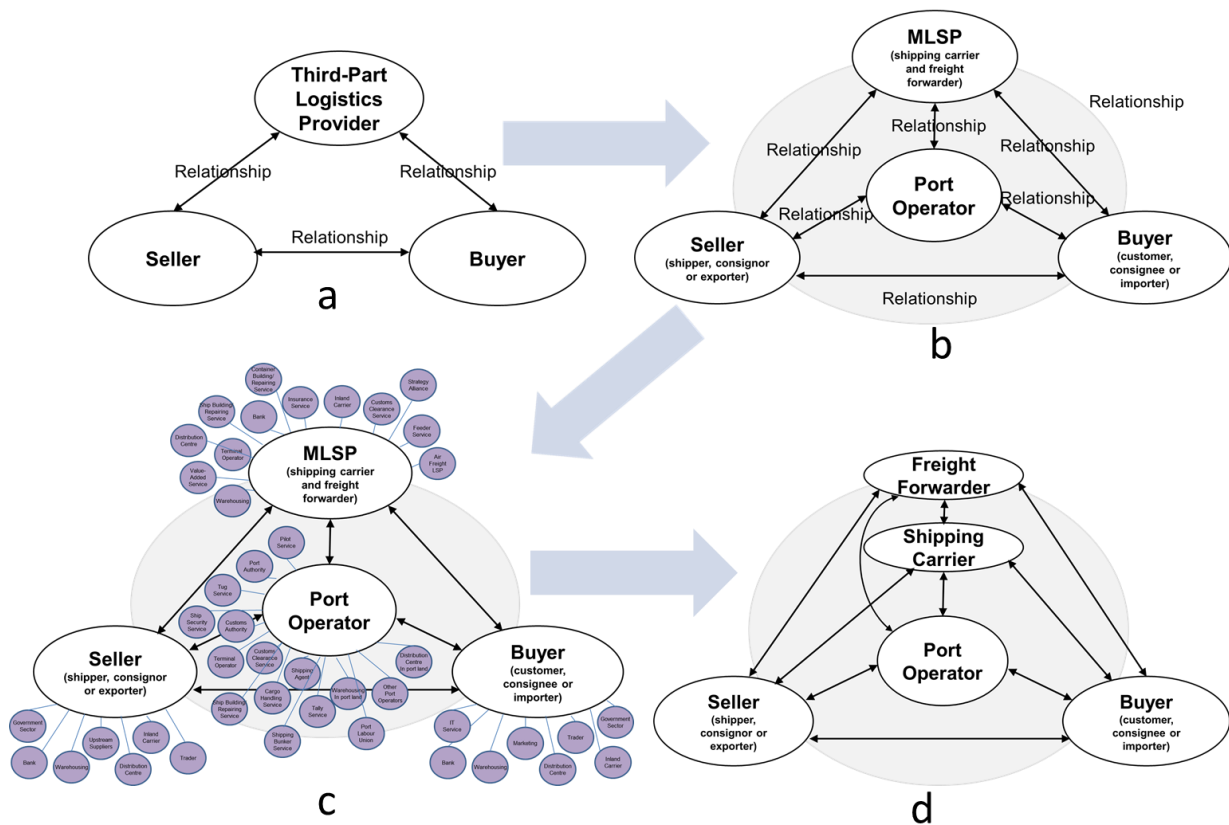 Third-Part
Logistics
Provider
Relationship
Relationship
Relationship
Seller
Buyer
a
MLSP
(shipping carrier
and freight
forwarder)
Relationship
Relationship
Relationship
Relationship
Port
Operator
Relationship
Relationship
Seller
(shipper, consignor
or exporter)
Buyer
(customer,
consignee or
importer)
Relationship
b
Container
Building/
Repairing
Service
Strategy
Alliance
Ship Building/
Repairing
Service
Bank
Insurance
Service
Inland
Carrier
Customs
Clearance
Service
Distribution
Centre
Terminal
Operator
Feeder
Service
Value-
Added
Service
Air
Freight
LSP
Warehousing
MLSP
(shipping carrier
and freight
forwarder)
Pilot
Service
Port
Authority
Tug
Service
Ship
Security
Service
Customs
Authority
Port
Operator
Terminal
Operator
Customs
Clearance
Service
Shipping
Agent
Distribution
Centre
In port land
Ship Building/
Repairing
Service
Cargo
Handling
Service
Tally
Service
Warehousing
In port land
Other
Port
Operators
Shipping
Bunker
Service
Port
Labour
Union
Seller
(shipper, consignor
or exporter)
Government
Sector
Bank
Warehousing
Upstream
Suppliers
Distribution
Centre
Inland
Carrier
Trader
Buyer
(customer,
consignee or
importer)
IT
Service
Bank
Warehousing
Marketing
Distribution
Centre
Trader
Government
Sector
Inland
Carrier
c
Freight
Forwarder
Shipping
Carrier
Port
Operator
Seller
(shipper,
consignor or
exporter)
Buyer
(customer,
consignee or
importer)
d